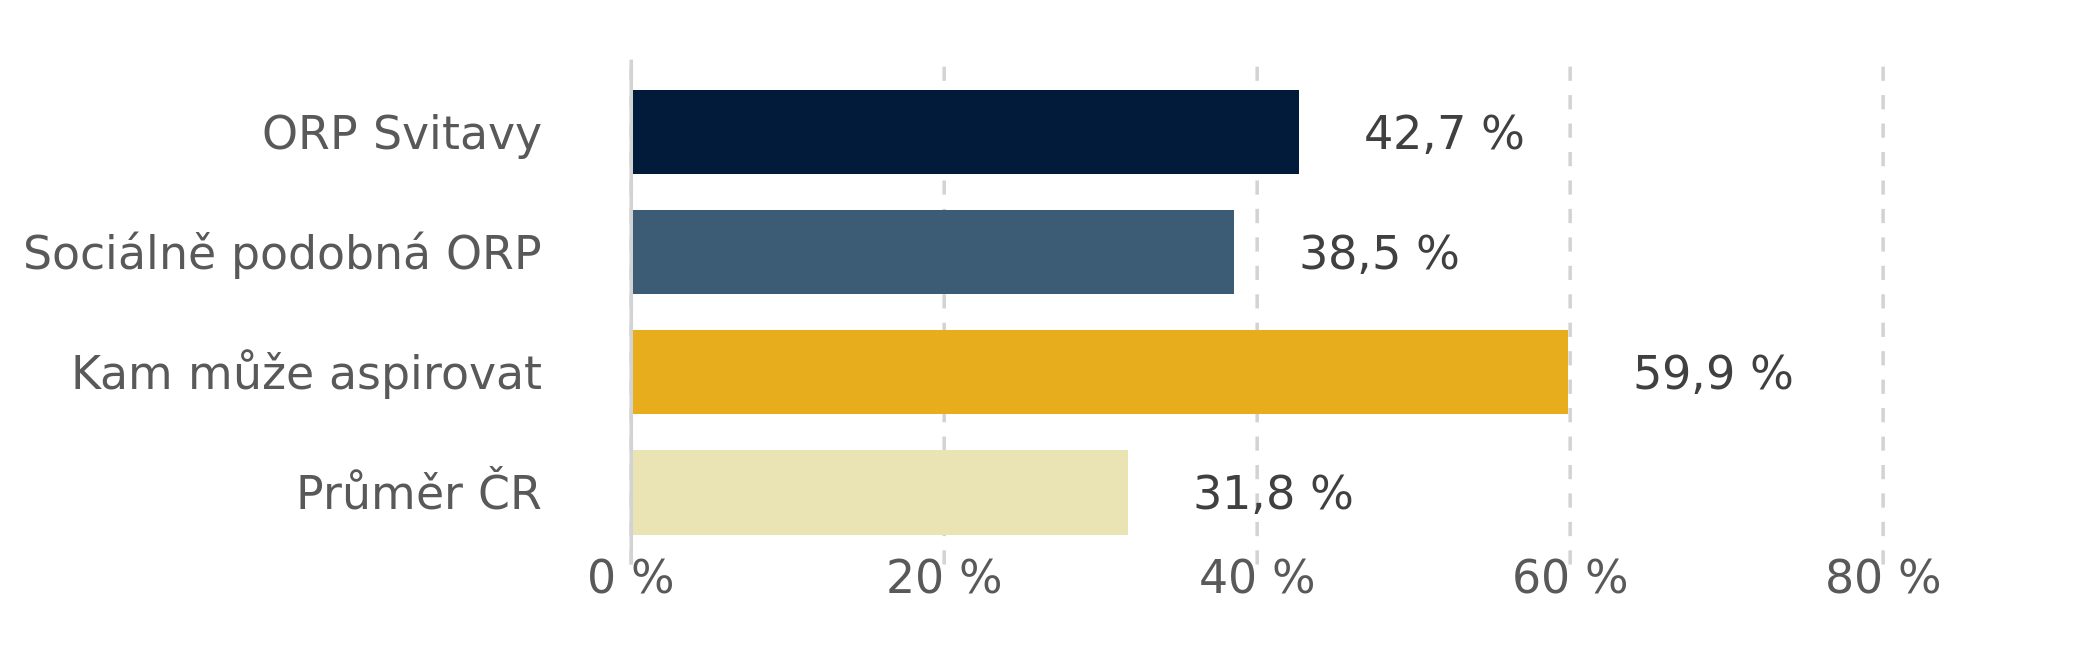 ORP Svitavy 42,7 %
Sociálně podobná ORP 38,5 %
Kam může aspirovat 59,9 %
Průměr ČR 31,8 %
0 % 20 % 40 % 60 % 80 %